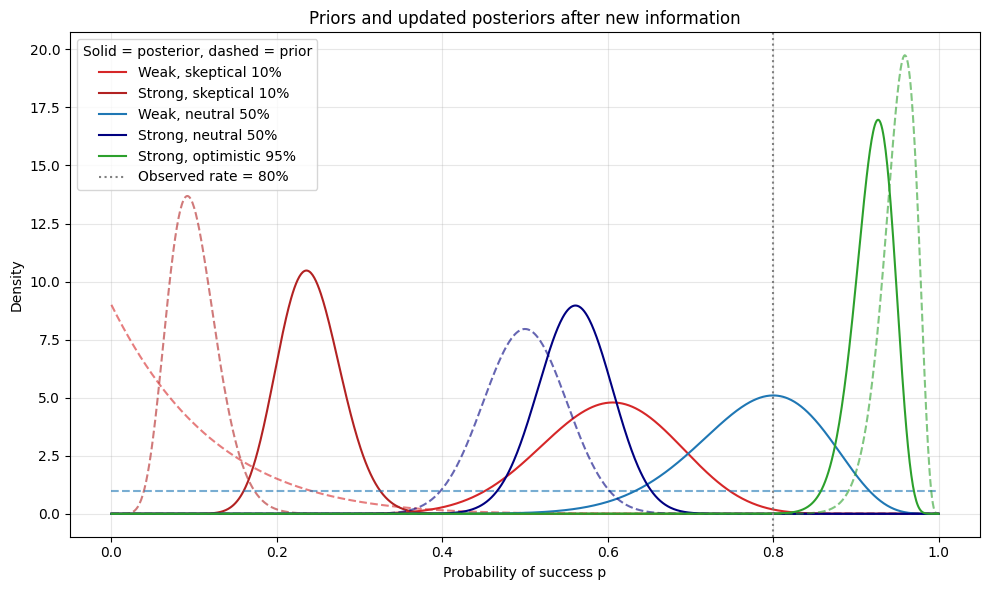 Priors and updated posteriors after new information
Solid = posterior, dashed = prior
Weak, skeptical 10%
Strong, skeptical 10%
Weak, neutral 50%
Strong, neutral 50%
Strong, optimistic 95%
Observed rate = 80%
Density
20.0
17.5
15.0
12.5
10.0
7.5
5.0
2.5
0.0
0.0 0.2 0.4 0.6 0.8 1.0
Probability of success p